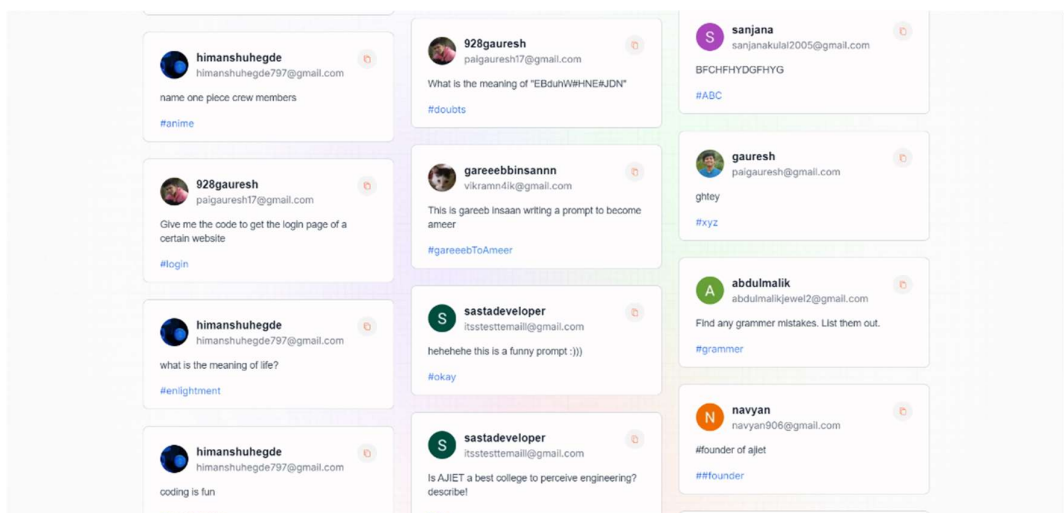 himanshuhegde
himanshuhegde797@gmail.com
name one piece crew members
#anime
928gauresh
paigauresh17@gmail.com
Give me the code to get the login page of a
certain website
#login
himanshuhegde
himanshuhegde797@gmail.com
what is the meaning of life?
#enlightment
himanshuhegde
himanshuhegde797@gmail.com
coding is fun
928gauresh
paigauresh17@gmail.com
What is the meaning of "EBduhW#HNE#JDN"
#doubts
gareeebbinsannn
vikramn4ik@gmail.com
This is gareeb insaan writing a prompt to become
ameer
#gareeebToAmeer
sastadeveloper
itsstesttemaill@gmail.com
hehehehe this is a funny prompt :)))
#okay
sastadeveloper
itsstesttemaill@gmail.com
Is AJIET a best college to perceive engineering?
describe!
S
S
S
sanjana
sanjanakulal2005@gmail.com
BFCHFHYDGFHYG
#ABC
gauresh
paigauresh@gmail.com
ghtey
#xyz
A
abdulmalik
abdulmalikjewel2@gmail.com
Find any grammer mistakes. List them out.
#grammer
N
navyan
navyan906@gmail.com
#founder of ajiet
##founder